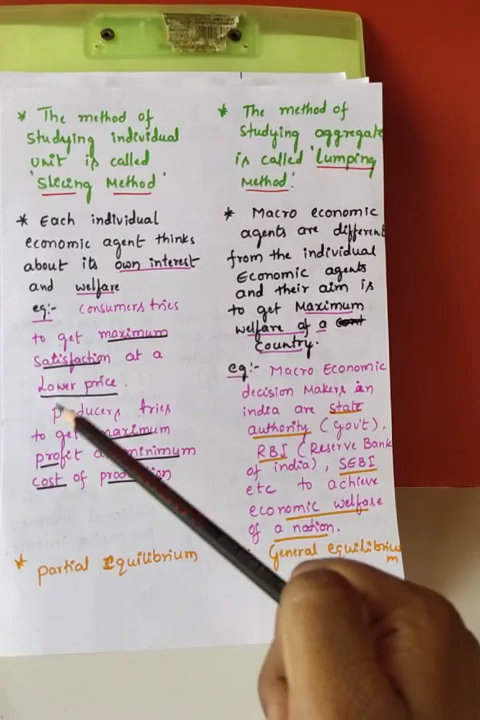 * The method of
studying individual
unit is called
'Slicing Method'
* Each individual
economic agent thinks
about its own interest
and welfare
eg:- consumers tries
to get maximum
satisfaction at a
Lower price.
producers tries
to get maximum
profit at minimum
cost of production
* partial Equilibrium
* The method of
studying aggregate
is called 'Lumping
Method'.
* Macro economic
agents are different
from the individual
Economic agents
and their aim is
to get Maximum
welfare of a
Country.
eg:- Macro Economic
decision Makers in
india are state
authority (Gov't).
RBI (Reserve Bank
of india), SEBI
etc to achieve
economic welfare
of a nation.
General equilibrium